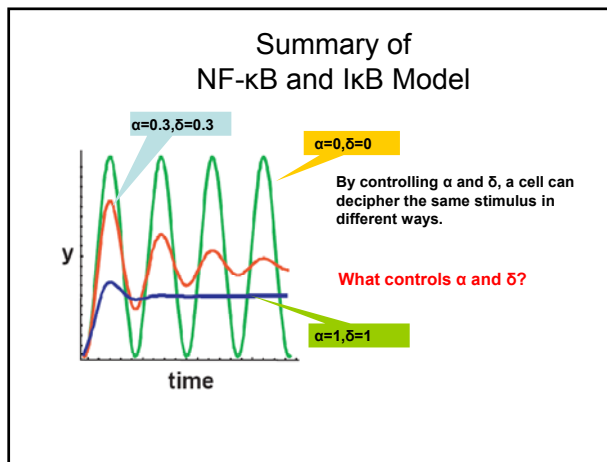 Summary of
NF-κB and IκB Model
α=0.3,δ=0.3
α=0,δ=0
By controlling α and δ, a cell can
decipher the same stimulus in
different ways.
y
What controls α and δ?
α=1,δ=1
time